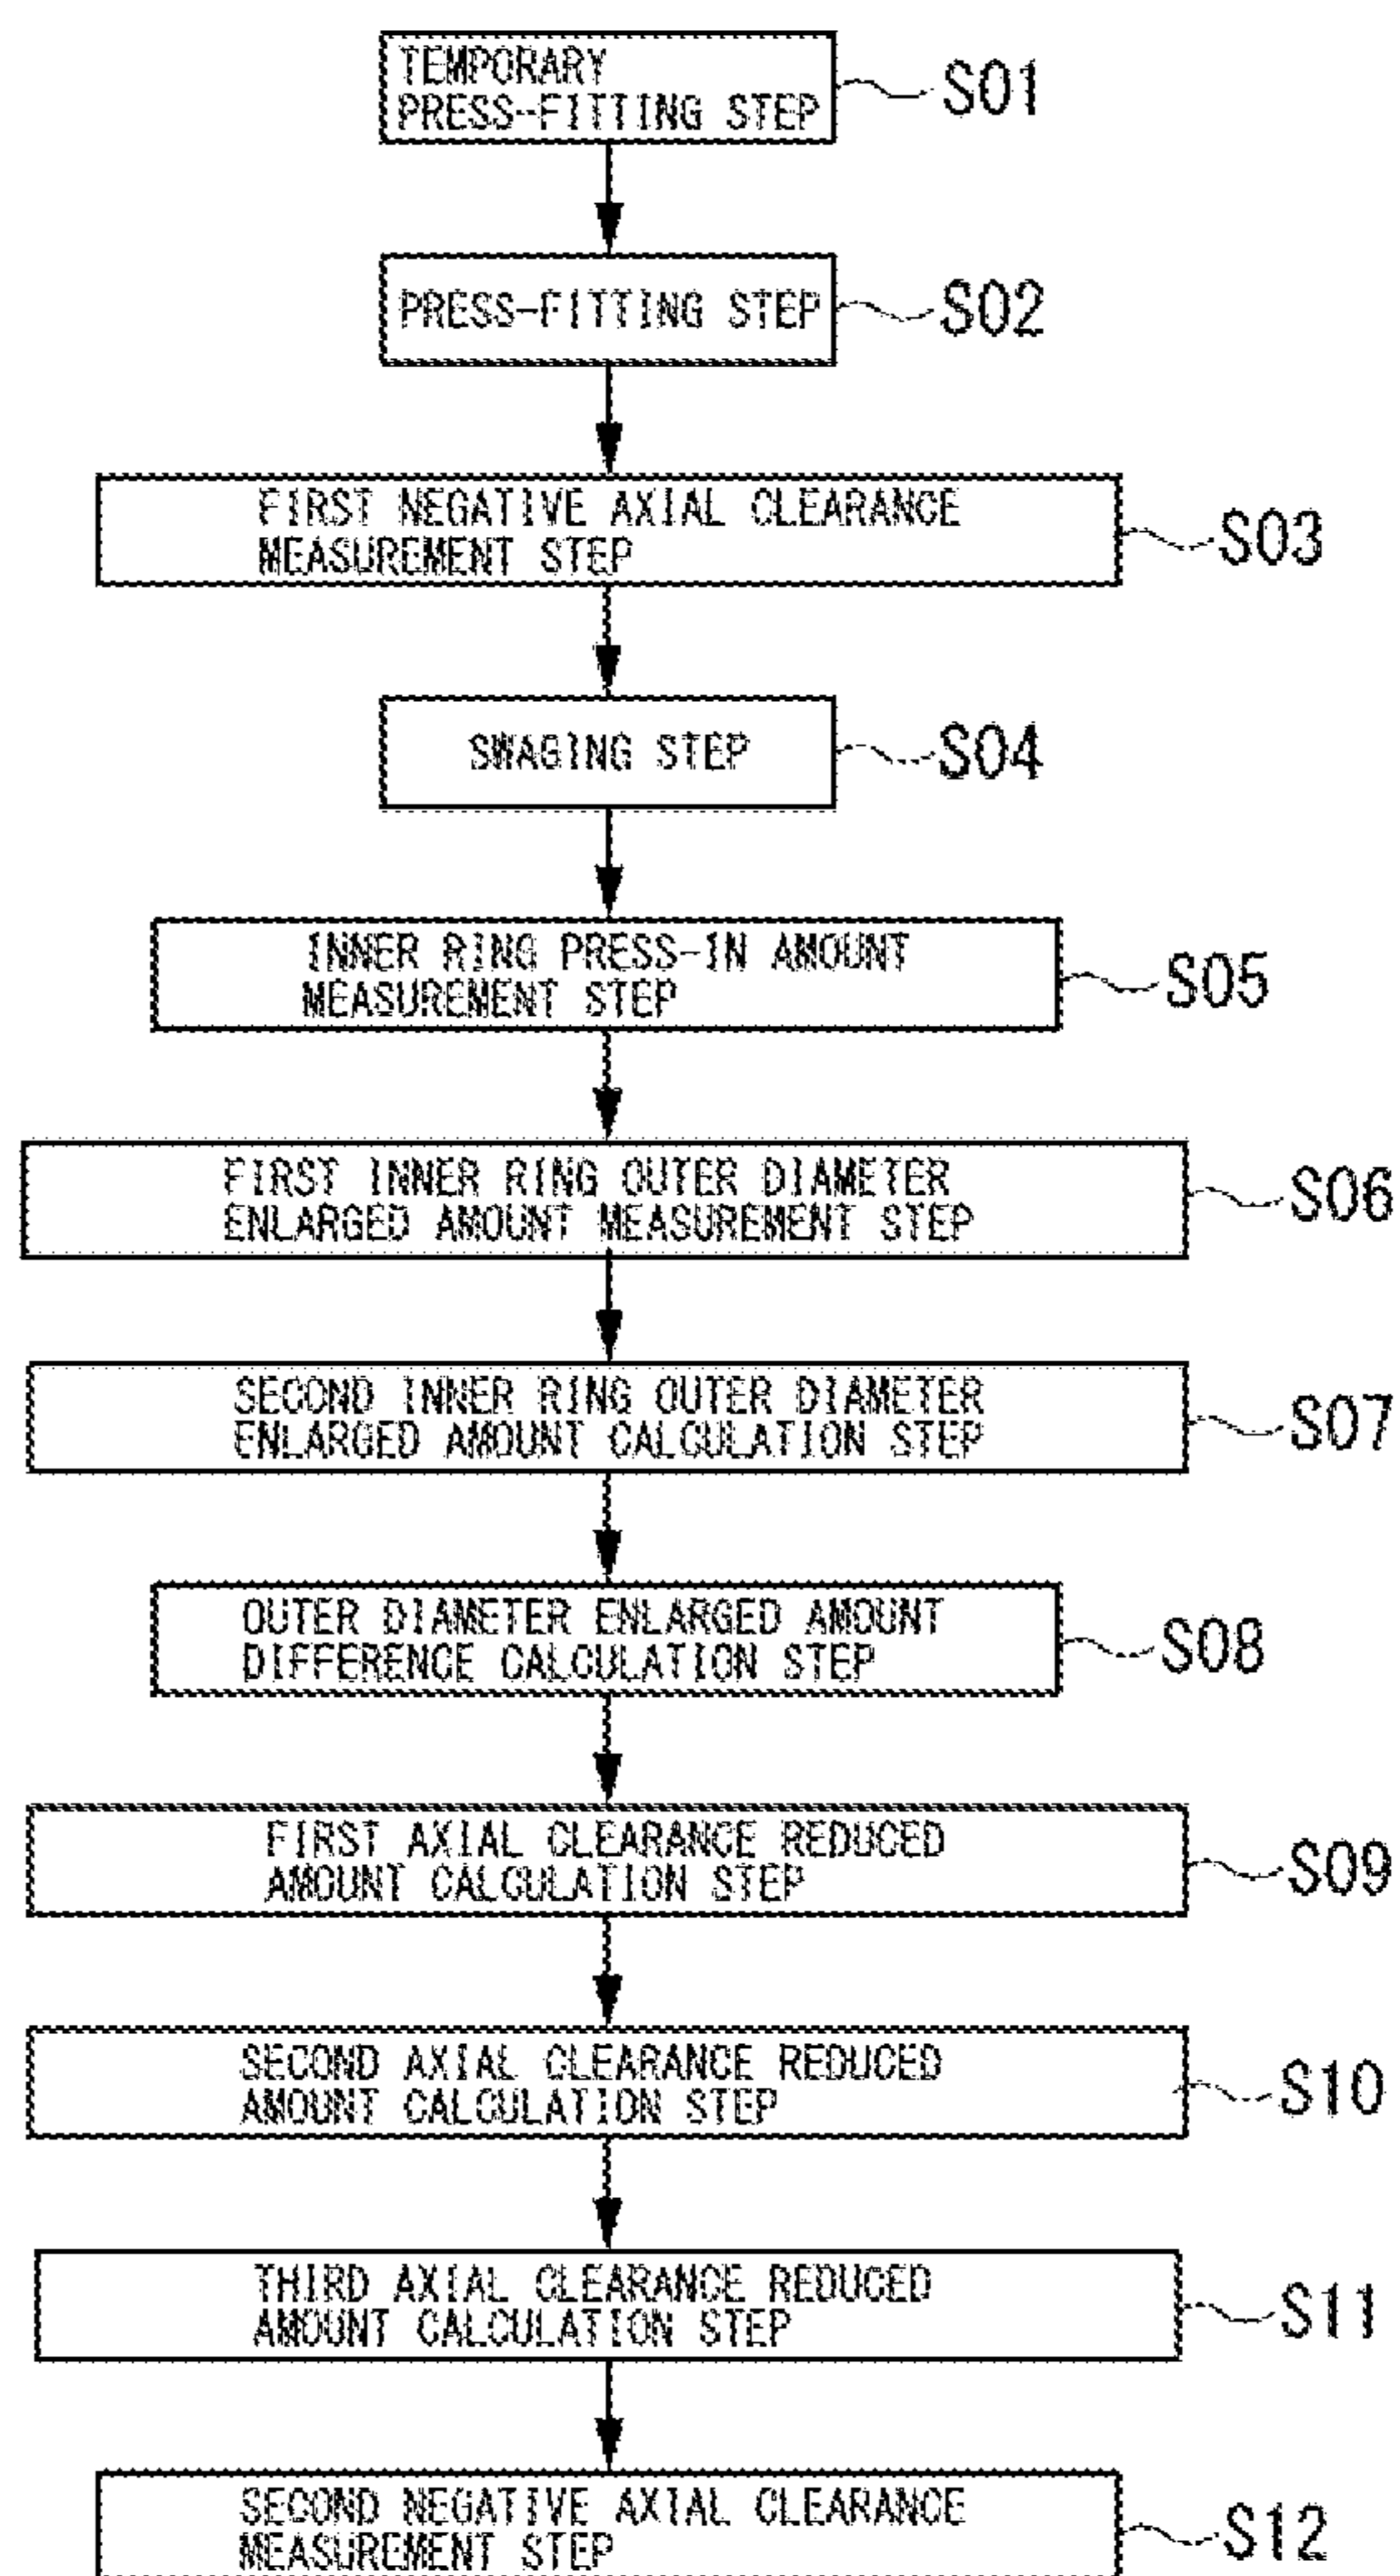 TEMPORARY
PRESS-FITTING STEP
S01
PRESS-FITTING STEP
S02
FIRST NEGATIVE AXIAL CLEARANCE
MEASUREMENT STEP
S03
SWAGING STEP
S04
INNER RING PRESS-IN AMOUNT
MEASUREMENT STEP
S05
FIRST INNER RING OUTER DIAMETER
ENLARGED AMOUNT MEASUREMENT STEP
S06
SECOND INNER RING OUTER DIAMETER
ENLARGED AMOUNT CALCULATION STEP
S07
OUTER DIAMETER ENLARGED AMOUNT
DIFFERENCE CALCULATION STEP
S08
FIRST AXIAL CLEARANCE REDUCED
AMOUNT CALCULATION STEP
S09
SECOND AXIAL CLEARANCE REDUCED
AMOUNT CALCULATION STEP
S10
THIRD AXIAL CLEARANCE REDUCED
AMOUNT CALCULATION STEP
S11
SECOND NEGATIVE AXIAL CLEARANCE
MEASUREMENT STEP
S12